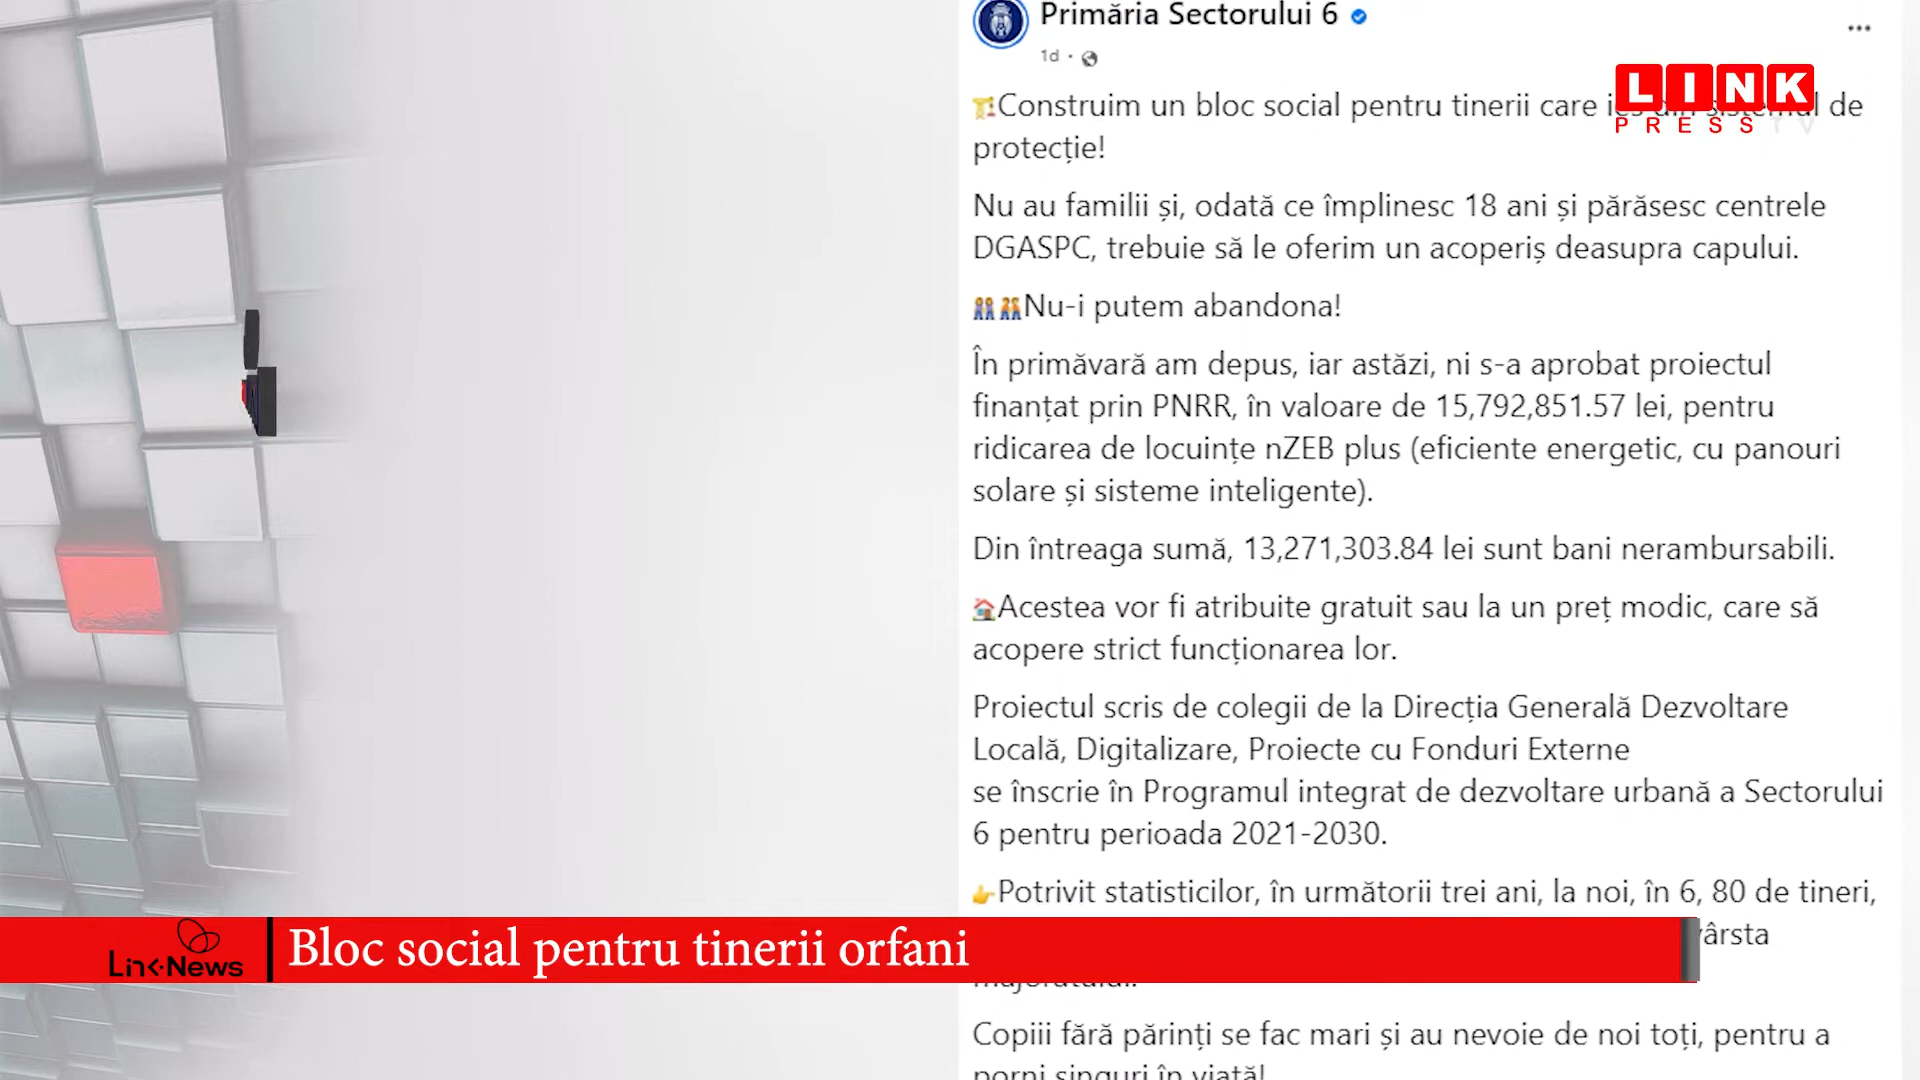 Primăria Sectorului 6
1d
LINK
PRESS TV
Construim un bloc social pentru tinerii care ies din sistemul de
protecție!
Nu au familii și, odată ce împlinesc 18 ani și părăsesc centrele
DGASPC, trebuie să le oferim un acoperiș deasupra capului.
Nu-i putem abandona!
În primăvară am depus, iar astăzi, ni s-a aprobat proiectul
finanțat prin PNRR, în valoare de 15,792,851.57 lei, pentru
ridicarea de locuințe nZEB plus (eficiente energetic, cu panouri
solare și sisteme inteligente).
Din întreaga sumă, 13,271,303.84 lei sunt bani nerambursabili.
Acestea vor fi atribuite gratuit sau la un preț modic, care să
acopere strict funcționarea lor.
Proiectul scris de colegii de la Direcția Generală Dezvoltare
Locală, Digitalizare, Proiecte cu Fonduri Externe
se înscrie în Programul integrat de dezvoltare urbană a Sectorului
6 pentru perioada 2021-2030.
Potrivit statisticilor, în următorii trei ani, la noi, în 6, 80 de tineri,
vârsta
majoratului.
Link-News
Bloc social pentru tinerii orfani
Copiii fără părinți se fac mari și au nevoie de noi toți, pentru a
porni singuri în viață!